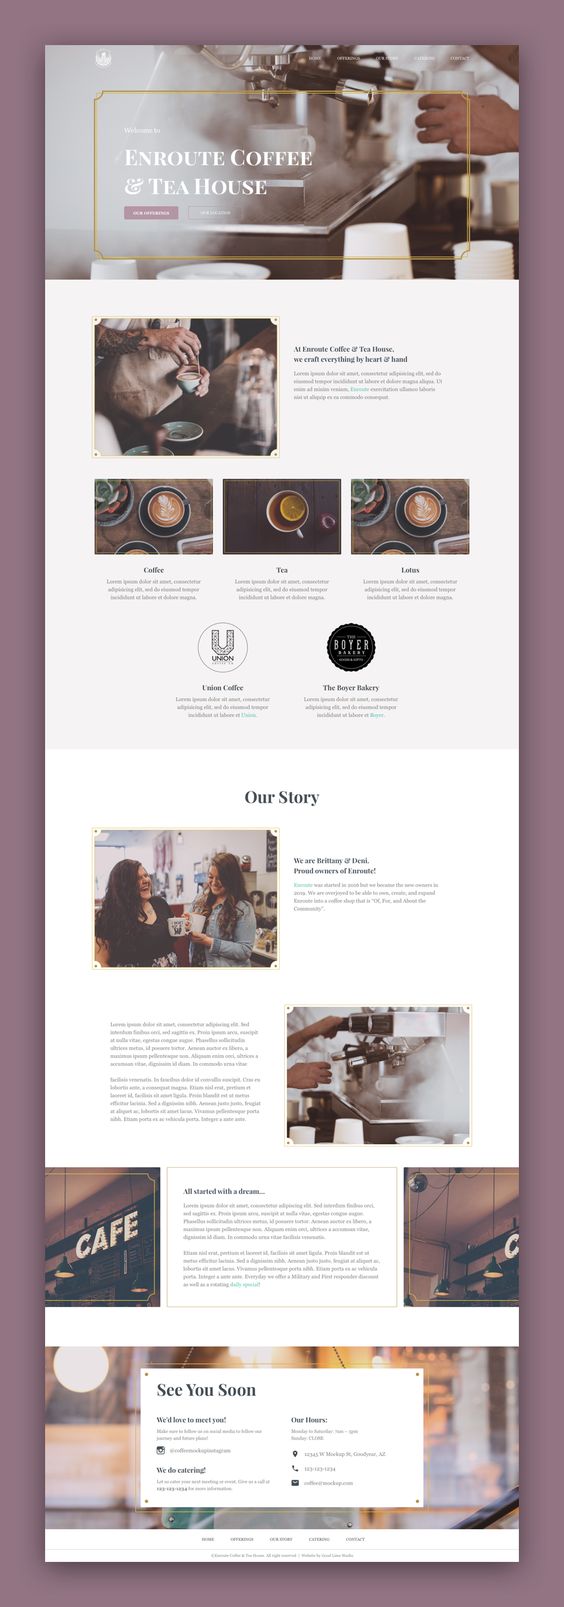 HOME OFFERINGS OUR STORY CATERING CONTACT
Welcome to
ENROUTE COFFEE
& TEA HOUSE
OUR OFFERINGS OUR LOCATION
At Enroute Coffee & Tea House,
we craft everything by heart & hand
Lorem ipsum dolor sit amet, consectetur adipisicing elit, sed do
eiusmod tempor incididunt ut labore et dolore magna aliqua. Ut
enim ad minim veniam, Enroute exercitation ullamco laboris
nisi ut aliquip ex ea commodo consequat.
Coffee
Lorem ipsum dolor sit amet, consectetur
adipisicing elit, sed do eiusmod tempor
incididunt ut labore et dolore magna.
Tea
Lorem ipsum dolor sit amet, consectetur
adipisicing elit, sed do eiusmod tempor
incididunt ut labore et dolore magna.
Lotus
Lorem ipsum dolor sit amet, consectetur
adipisicing elit, sed do eiusmod tempor
incididunt ut labore et dolore magna.
U
UNION
COFFEE CO
THE
BOYER
BAKERY
GOODS & GIFTS
Union Coffee
Lorem ipsum dolor sit amet, consectetur
adipisicing elit, sed do eiusmod tempor
incididunt ut labore et Union.
The Boyer Bakery
Lorem ipsum dolor sit amet, consectetur
adipisicing elit, sed do eiusmod tempor
incididunt ut labore et Boyer.
Our Story
We are Brittany & Deni.
Proud owners of Enroute!
Enroute was started in 2016 but we became the new owners in
2019. We are overjoyed to be able to own, create, and expand
Enroute into a coffee shop that is "Of, For, and About the
Community".
Lorem ipsum dolor sit amet, consectetur adipiscing elit. Sed
interdum finibus orci, sed sagittis ex. Proin id ipsum arcu, suscipit
at nulla vitae, egestas congue augue. Phasellus sollicitudin
ultrices metus, id posuere tortor. Aenean auctor ex libero, a
maximus ipsum pellentesque non. Aliquam enim orci, ultrices a
accumsan vitae, dignissim id diam. In commodo urna vitae
facilisis venenatis. In faucibus dolor id convallis suscipit. Cras eu
lobortis ante, a consequat magna. Etiam nisl erat, pretium et
laoreet id, facilisis sit amet ligula. Proin blandit est ut metus
efficitur lacinia. Sed a dignissim nibh. Aenean justo justo, feugiat
at aliquet ac, lobortis sit amet lacus. Vivamus pellentesque porta
nibh. Etiam porta ex ac vehicula porta. Integer a ante ante.
CAFE
All started with a dream...
Lorem ipsum dolor sit amet, consectetur adipiscing elit. Sed interdum finibus orci,
sed sagittis ex. Proin ipsum arcu, suscipit at nulla vitae, egestas congue augue.
Phasellus sollicitudin ultrices metus, id posuere tortor. Aenean auctor ex libero, a
maximus ipsum pellentesque non. Aliquam enim orci, ultrices a accumsan vitae,
dignissim id diam. In commodo urna vitae facilisis venenatis.
Etiam nisl erat, pretium et laoreet id, facilisis sit amet ligula. Proin blandit est ut
metus efficitur lacinia. Sed a dignissim nibh. Aenean justo justo, feugiat at aliquet ac,
lobortis sit amet lacus. Vivamus pellentesque porta nibh. Etiam porta ex ac vehicula
porta. Integer a ante ante. Everyday we offer a Military and First responder discount
as well as a rotating daily special!
C
See You Soon
We'd love to meet you!
Make sure to follow us on social media to follow our
journey and future plans!
@coffeemockupinstagram
We do catering!
Let us cater your next meeting or event. Give us a call at
123-123-1234 for more information.
Our Hours:
Monday to Saturday: 7am - 5pm
Sunday: CLOSE
12345 W Mockup St, Goodyear, AZ
123-123-1234
coffee@mockup.com
HOME OFFERINGS OUR STORY CATERING CONTACT
©Enroute Coffee & Tea House. All right reserved | Website by Good Lime Media